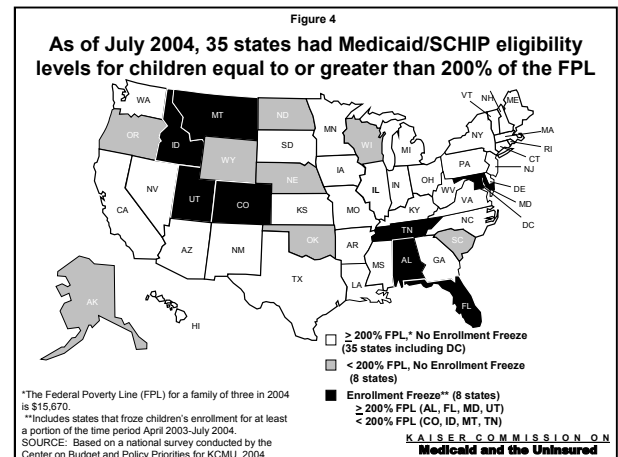 Figure 4
As of July 2004, 35 states had Medicaid/SCHIP eligibility
levels for children equal to or greater than 200% of the FPL
WA
OR
CA
NV
ID
MT
WY
UT
CO
AZ
NM
ND
SD
NE
KS
OK
TX
MN
IA
MO
AR
LA
WI
IL
MI
IN
OH
KY
TN
MS
AL
GA
FL
SC
NC
VA
WV
PA
NY
VT
NH
ME
MA
RI
CT
NJ
DE
MD
DC
AK
HI
≥ 200% FPL,* No Enrollment Freeze
(35 states including DC)
< 200% FPL, No Enrollment Freeze
(8 states)
Enrollment Freeze** (8 states)
≥ 200% FPL (AL, FL, MD, UT)
< 200% FPL (CO, ID, MT, TN)
*The Federal Poverty Line (FPL) for a family of three in 2004
is $15,670.
**Includes states that froze children's enrollment for at least
a portion of the time period April 2003-July 2004.
SOURCE: Based on a national survey conducted by the
Center on Budget and Policy Priorities for KCMU, 2004.
KAISER COMMISSION ON
Medicaid and the Uninsured